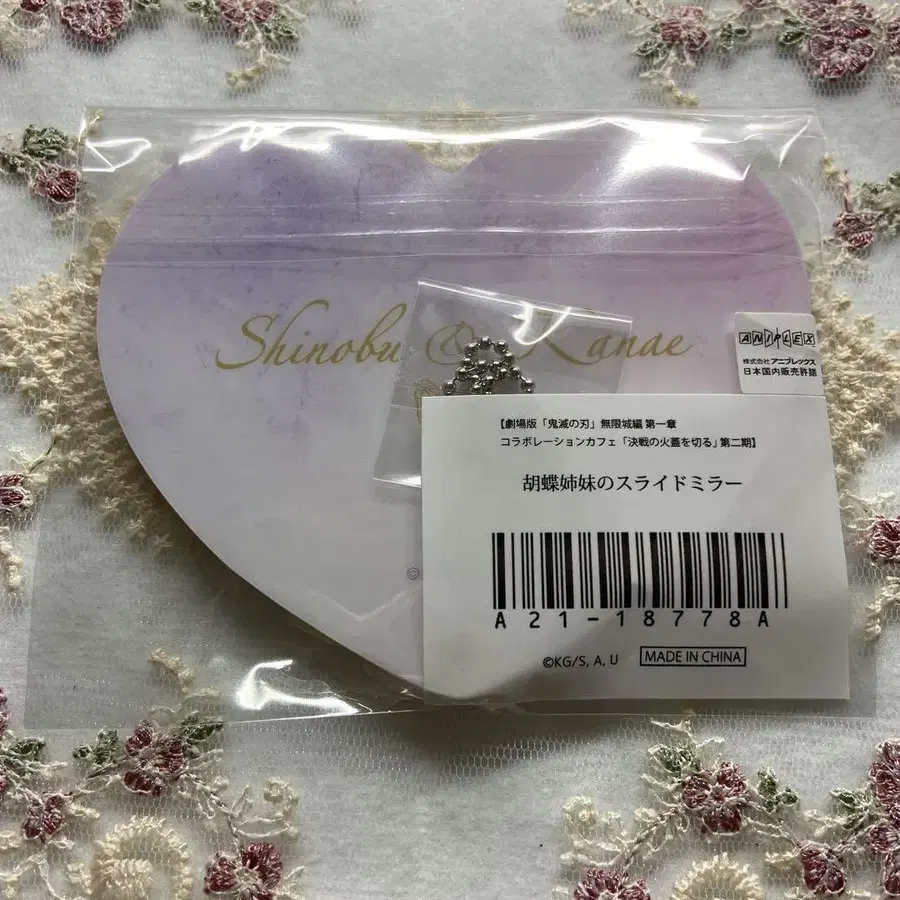 Shinobu & Kanae
ANIPLEX
株式会社アニプレックス
日本国内販売許諾
【劇場版「鬼滅の刃」無限城編 第一章
コラボレーションカフェ「決戦の火蓋を切る」第二期】
胡蝶姉妹のスライドミラー
A21-18778A
©KG/S, A, U
MADE IN CHINA
©